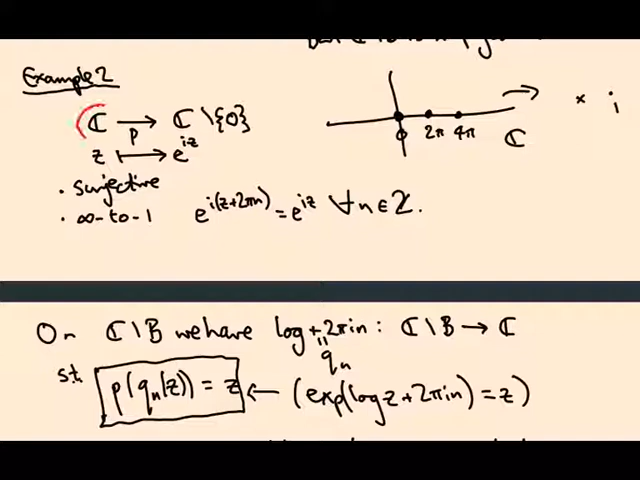 Example 2
ℂ → ℂ \ {0}
p
z ↦ e^{iz}
0 2π 4π ℂ × i
· Surjective
· ∞-to-1 e^{i(z+2πn)} = e^{iz} ∀n∈ℤ.
On ℂ\B we have log+2πin : ℂ\B → ℂ
"
q_n
s.t. p(q_n(z)) = z ← (exp(log z + 2πin) = z)